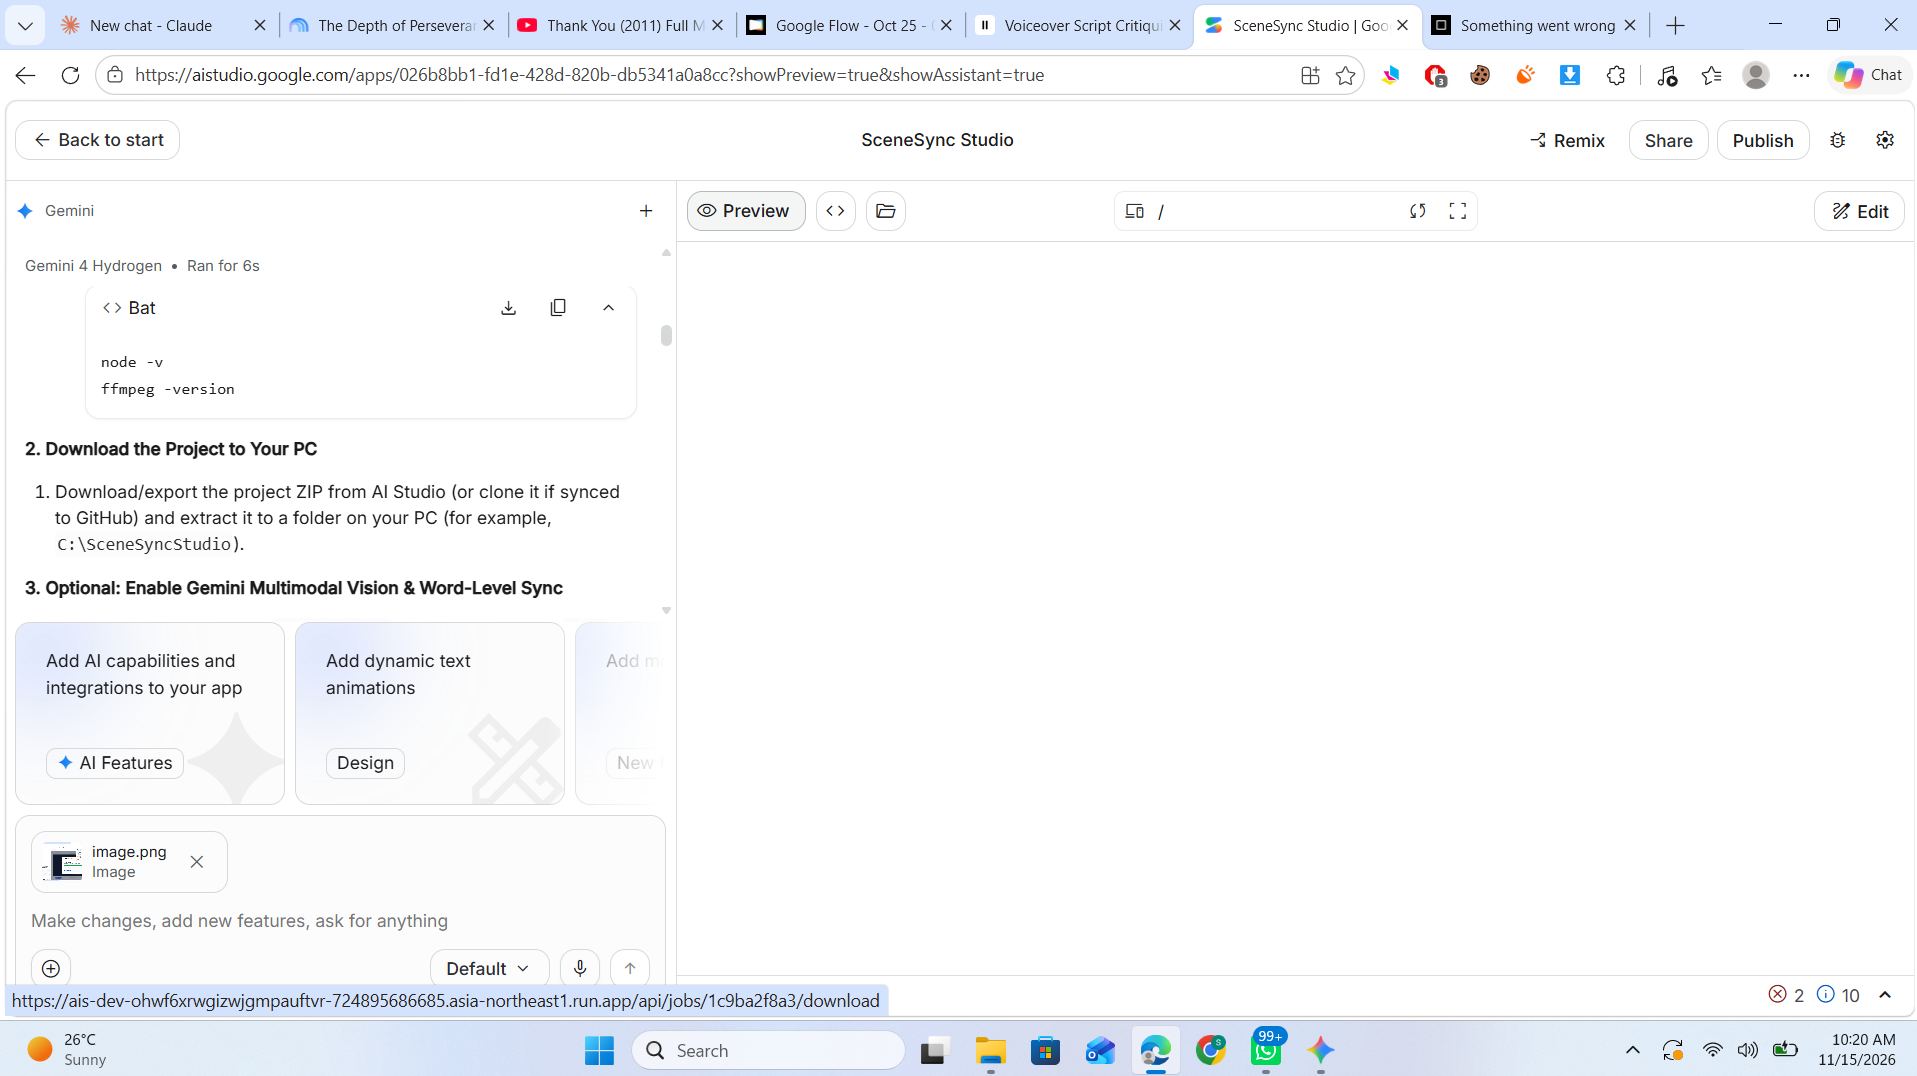 New chat - Claude
The Depth of Perseveran
Thank You (2011) Full M
Google Flow - Oct 25 -
Voiceover Script Critiqu
SceneSync Studio | Goo
Something went wrong
https://aistudio.google.com/apps/026b8bb1-fd1e-428d-820b-db5341a0a8cc?showPreview=true&showAssistant=true
3
Chat
Back to start
SceneSync Studio
Remix
Share
Publish
Gemini
Preview
/
Edit
Gemini 4 Hydrogen • Ran for 6s
Bat
node -v
ffmpeg -version
2. Download the Project to Your PC
1. Download/export the project ZIP from AI Studio (or clone it if synced
to GitHub) and extract it to a folder on your PC (for example,
C:\SceneSyncStudio).
3. Optional: Enable Gemini Multimodal Vision & Word-Level Sync
Add AI capabilities and
integrations to your app
AI Features
Add dynamic text
animations
Design
Add m
New
image.png
Image
Make changes, add new features, ask for anything
Default
https://ais-dev-ohwf6xrwgizwjgmpauftvr-724895686685.asia-northeast1.run.app/api/jobs/1c9ba2f8a3/download
2
10
26°C
Sunny
Search
99+
10:20 AM
11/15/2026